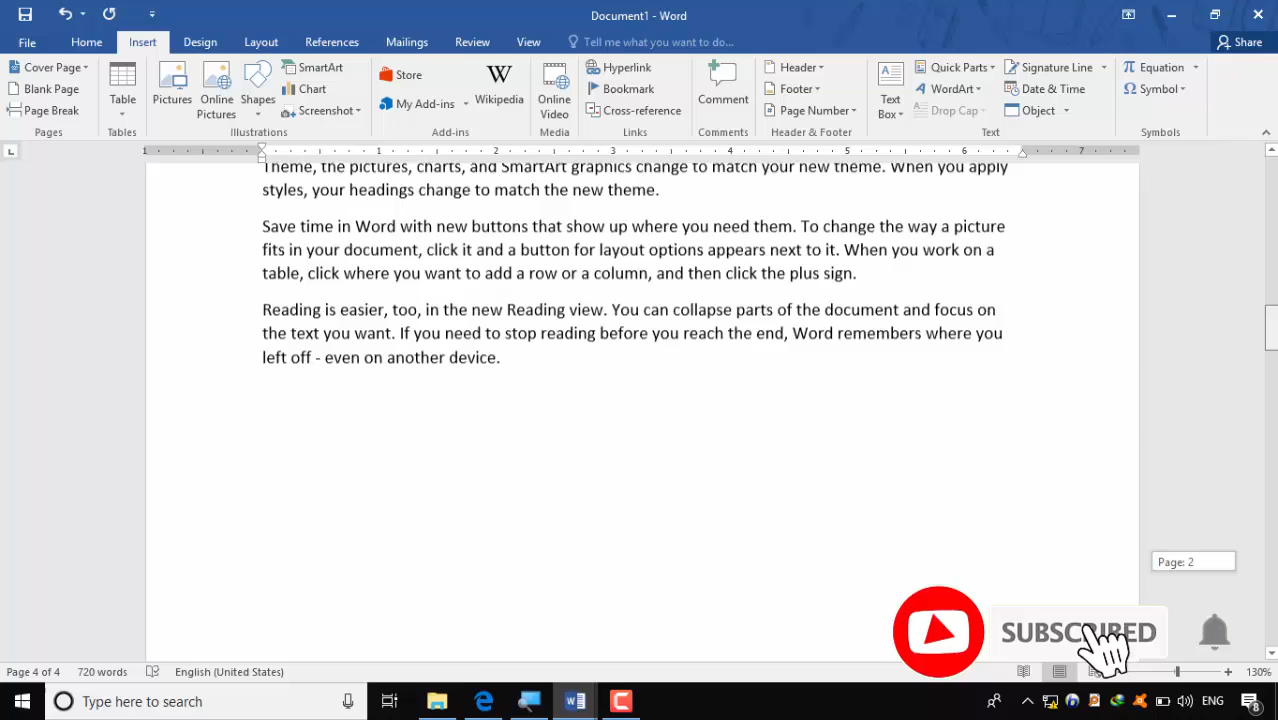 Document1 - Word
File Home Insert Design Layout References Mailings Review View Tell me what you want to do... Share
Cover Page
Blank Page
Page Break
Pages
Table
Tables
Pictures
Online Pictures
Shapes
SmartArt
Chart
Screenshot
Illustrations
Store
My Add-ins
Wikipedia
Add-ins
Online Video
Media
Hyperlink
Bookmark
Cross-reference
Links
Comment
Comments
Header
Footer
Page Number
Header & Footer
Text Box
Quick Parts
WordArt
Drop Cap
Signature Line
Date & Time
Object
Text
Equation
Symbol
Symbols
1 1 2 3 4 5 6 7
Theme, the pictures, charts, and SmartArt graphics change to match your new theme. When you apply
styles, your headings change to match the new theme.
Save time in Word with new buttons that show up where you need them. To change the way a picture
fits in your document, click it and a button for layout options appears next to it. When you work on a
table, click where you want to add a row or a column, and then click the plus sign.
Reading is easier, too, in the new Reading view. You can collapse parts of the document and focus on
the text you want. If you need to stop reading before you reach the end, Word remembers where you
left off - even on another device.
Page: 2
SUBSCRIBED
Page 4 of 4 720 words English (United States) 130%
Type here to search ENG 8